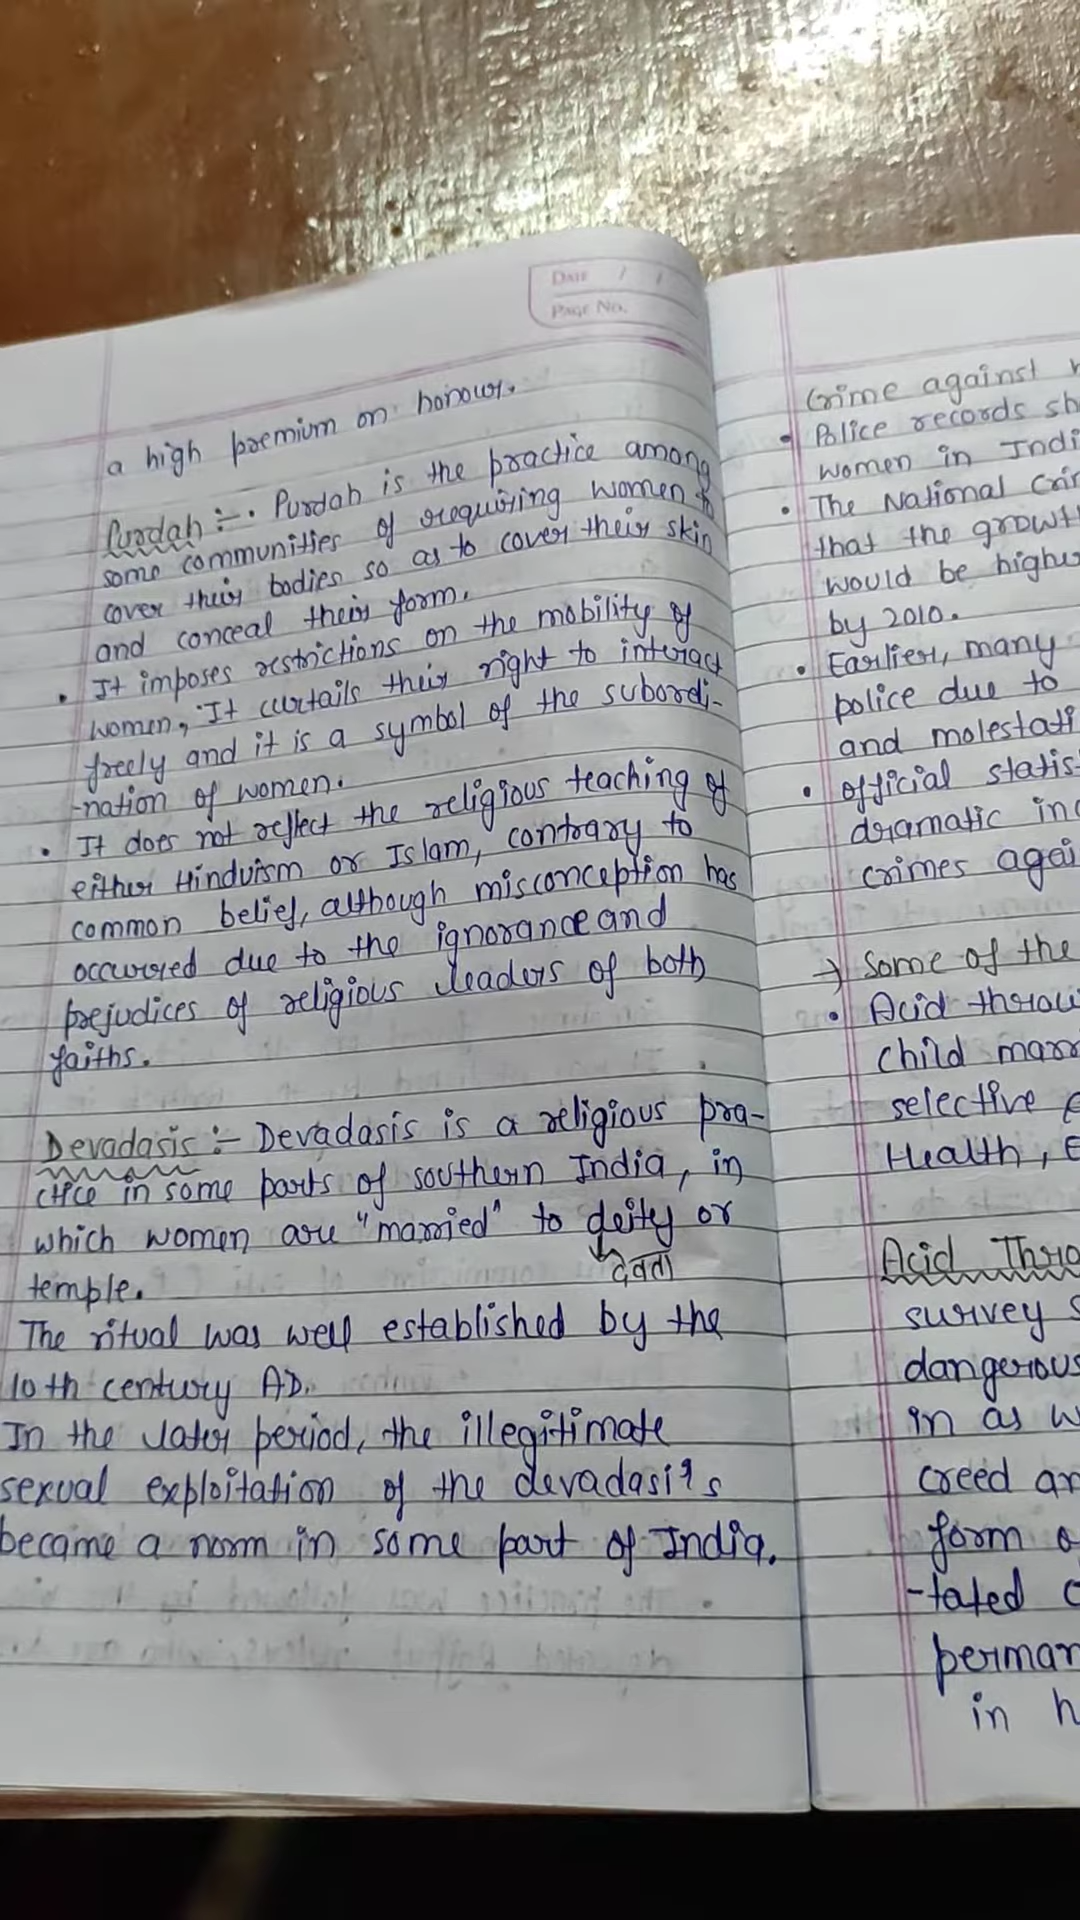 DATE / /
PAGE NO.
a high premium on honour.
Purdah :- • Purdah is the practice among
some communities of requiring women to
cover their bodies so as to cover their skin
and conceal their form.
• It imposes restrictions on the mobility of
women, It curtails their right to interact
freely and it is a symbol of the subordi-
-nation of women.
• It does not reflect the religious teaching of
either Hinduism or Islam, contrary to
common belief, although misconception has
occurred due to the ignorance and
prejudices of religious leaders of both
faiths.
Devadasis :- Devadasis is a religious pra-
ctice in some parts of southern India, in
which women are "married" to deity or
देवता
temple.
The ritual was well established by the
10th century AD.
In the later period, the illegitimate
sexual exploitation of the devadasi's
became a norm in some part of India.
Crime against
• Police records sh
women in Indi
• The National Cri
that the growt
would be highe
by 2010.
• Earlier, many
police due to
and molestati
• official statis
dramatic in
crimes agai
→ Some of the
• Acid throw
child marr
selective
Health,
Acid Thro
survey s
dangerous
in as w
creed an
form o
-tated c
perman
in h